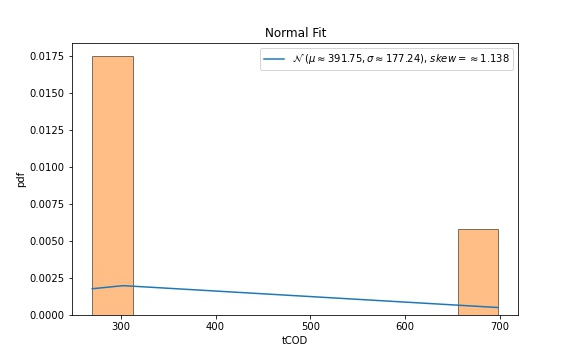 Normal Fit
𝒩(μ ≈ 391.75, σ ≈ 177.24), skew = ≈ 1.138
0.0175
0.0150
0.0125
0.0100
0.0075
0.0050
0.0025
0.0000
pdf
300 400 500 600 700
tCOD